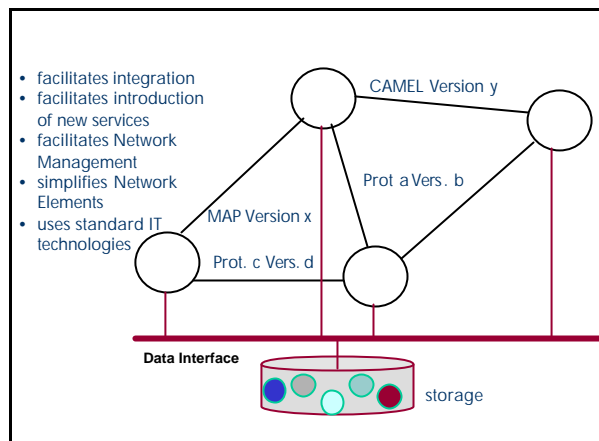 • facilitates integration
• facilitates introduction
of new services
• facilitates Network
Management
• simplifies Network
Elements
• uses standard IT
technologies
CAMEL Version y
Prot a Vers. b
MAP Version x
Prot. c Vers. d
Data Interface
storage